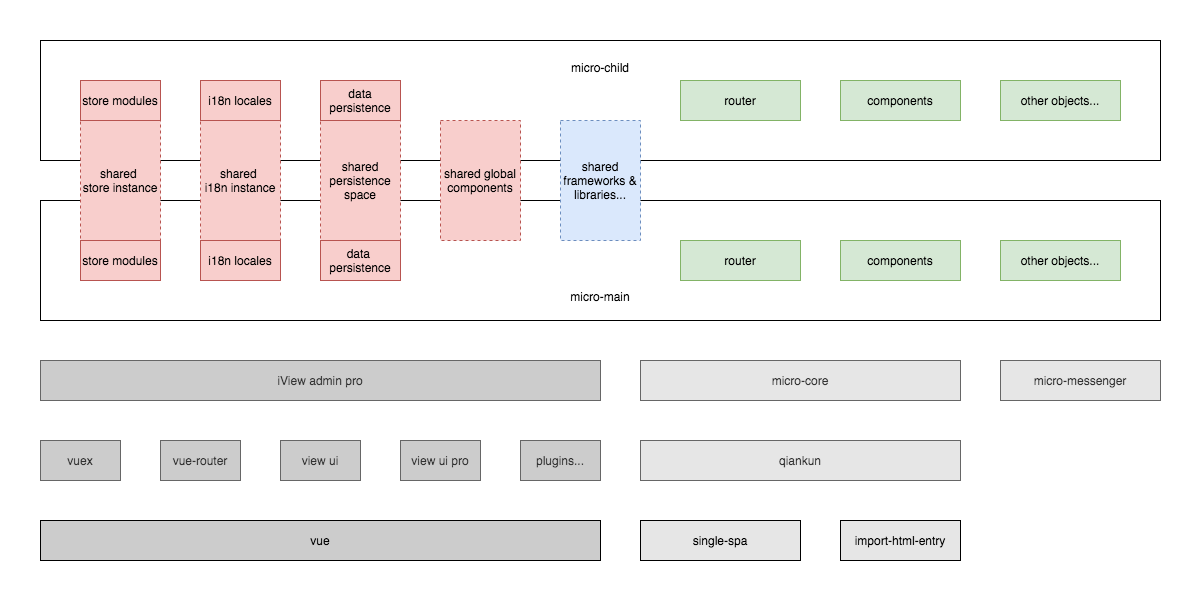 micro-child
store modules
i18n locales
data
persistence
router
components
other objects...
shared
store instance
shared
i18n instance
shared
persistence
space
shared global
components
shared
frameworks &
libraries...
store modules
i18n locales
data
persistence
router
components
other objects...
micro-main
iView admin pro
micro-core
micro-messenger
vuex
vue-router
view ui
view ui pro
plugins...
qiankun
vue
single-spa
import-html-entry